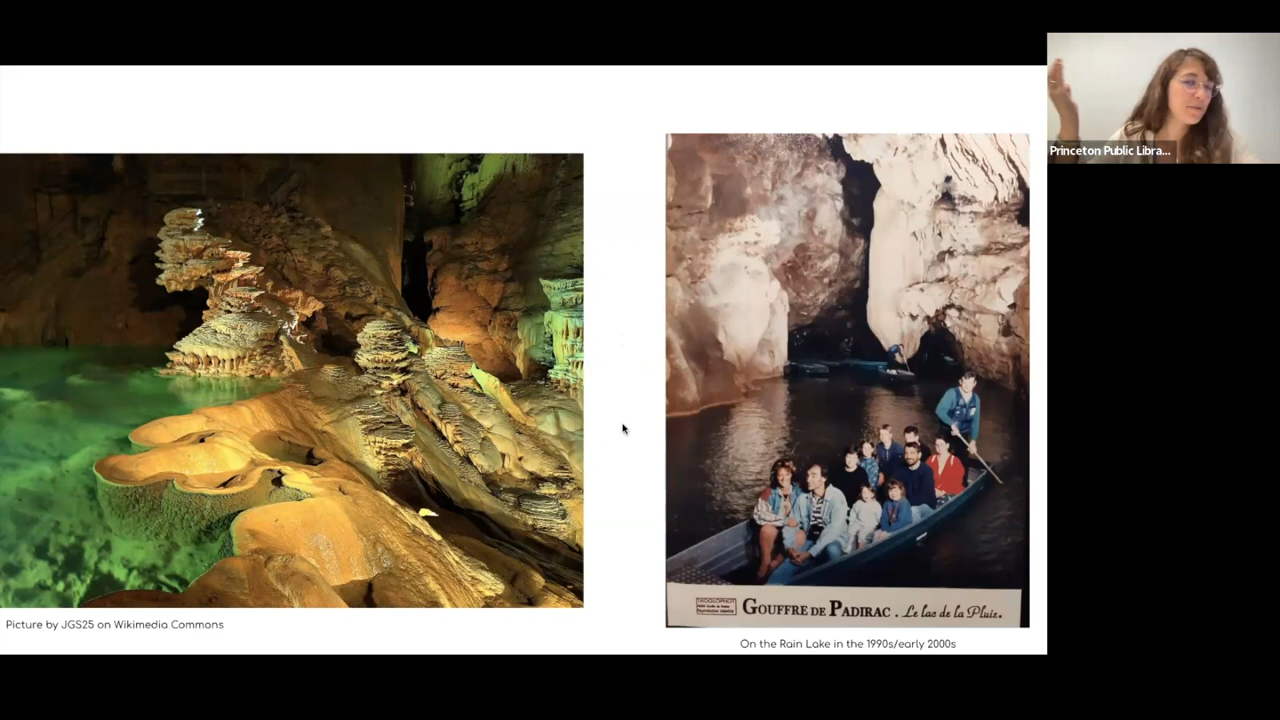 Princeton Public Libra...
GOUFFRE DE PADIRAC . Le lac de la Pluie.
Picture by JGS25 on Wikimedia Commons
On the Rain Lake in the 1990s/early 2000s